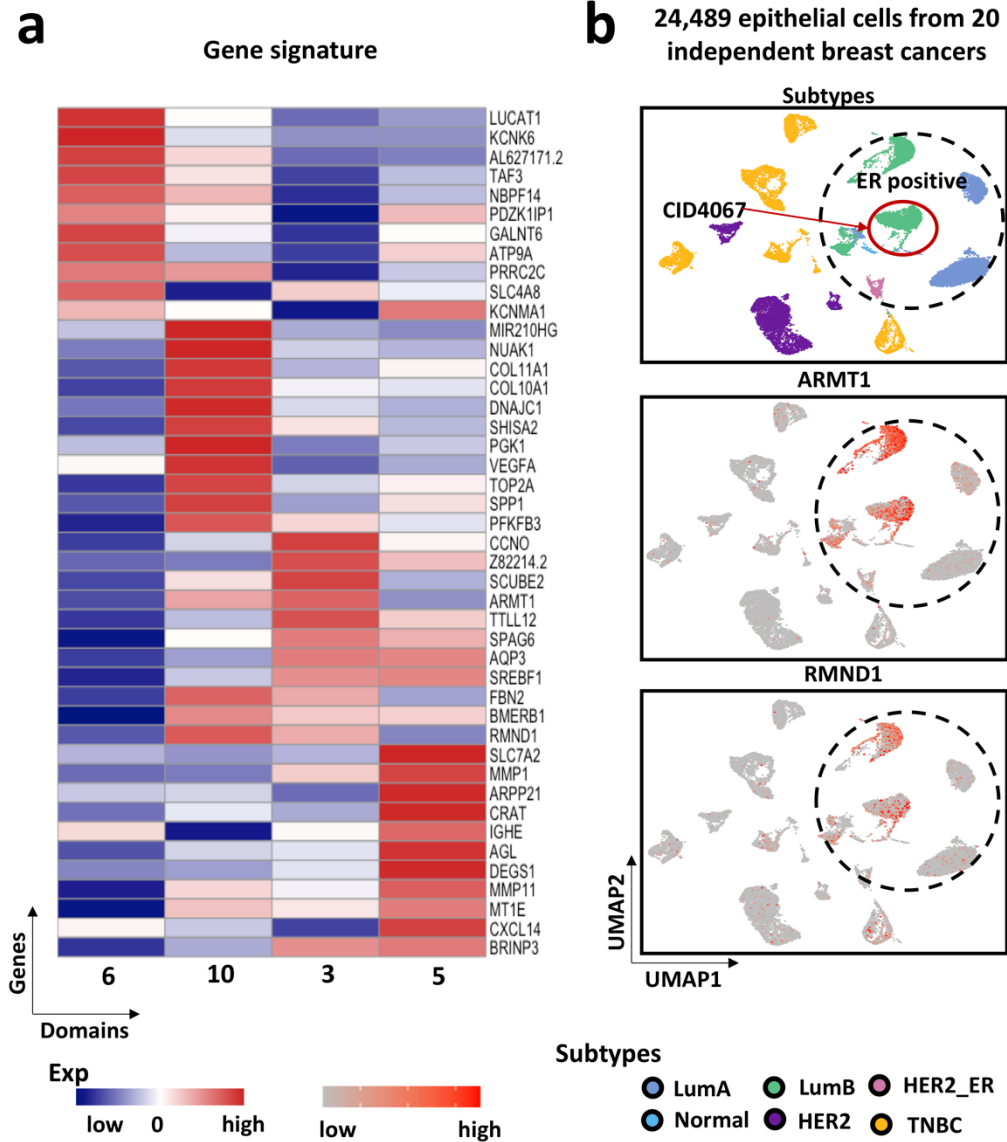 a
Gene signature
LUCAT1
KCNK6
AL627171.2
TAF3
NBPF14
PDZK1IP1
GALNT6
ATP9A
PRRC2C
SLC4A8
KCNMA1
MIR210HG
NUAK1
COL11A1
COL10A1
DNAJC1
SHISA2
PGK1
VEGFA
TOP2A
SPP1
PFKFB3
CCNO
Z82214.2
SCUBE2
ARMT1
TTLL12
SPAG6
AQP3
SREBF1
FBN2
BMERB1
RMND1
SLC7A2
MMP1
ARPP21
CRAT
IGHE
AGL
DEGS1
MMP11
MT1E
CXCL14
BRINP3
6 10 3 5
Genes
Domains
Exp
low 0 high
low high
b
24,489 epithelial cells from 20
independent breast cancers
Subtypes
ER positive
CID4067
ARMT1
RMND1
UMAP2
UMAP1
Subtypes
LumA LumB HER2_ER
Normal HER2 TNBC